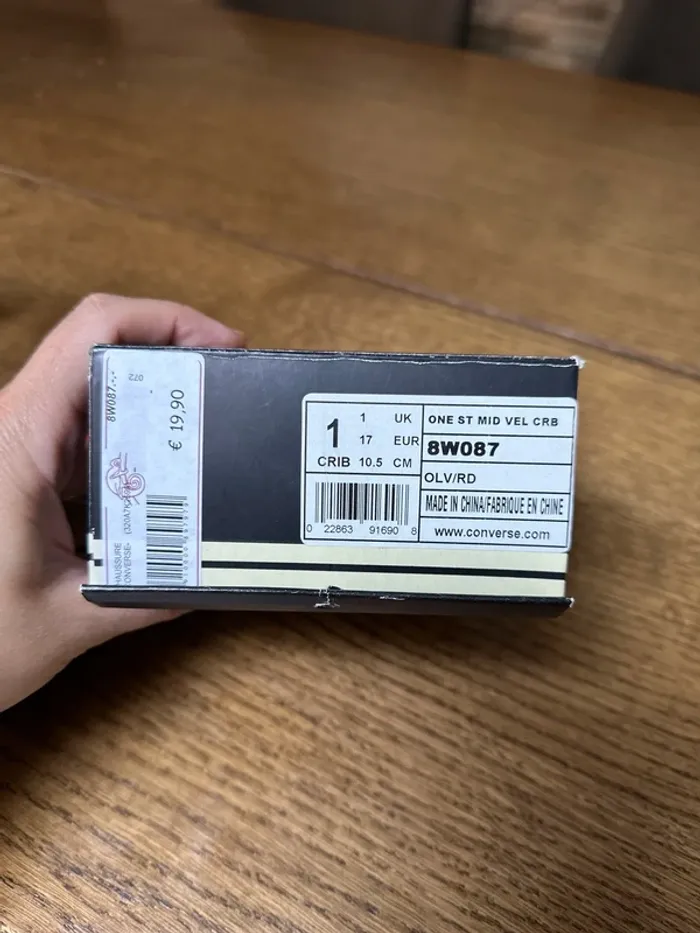 8W087.-.-
072
€ 19,90
CONVERSE-
1
CRIB
1 UK
17 EUR
10.5 CM
0 22863 91690 8
ONE ST MID VEL CRB
8W087
OLV/RD
MADE IN CHINA/FABRIQUE EN CHINE
www.converse.com